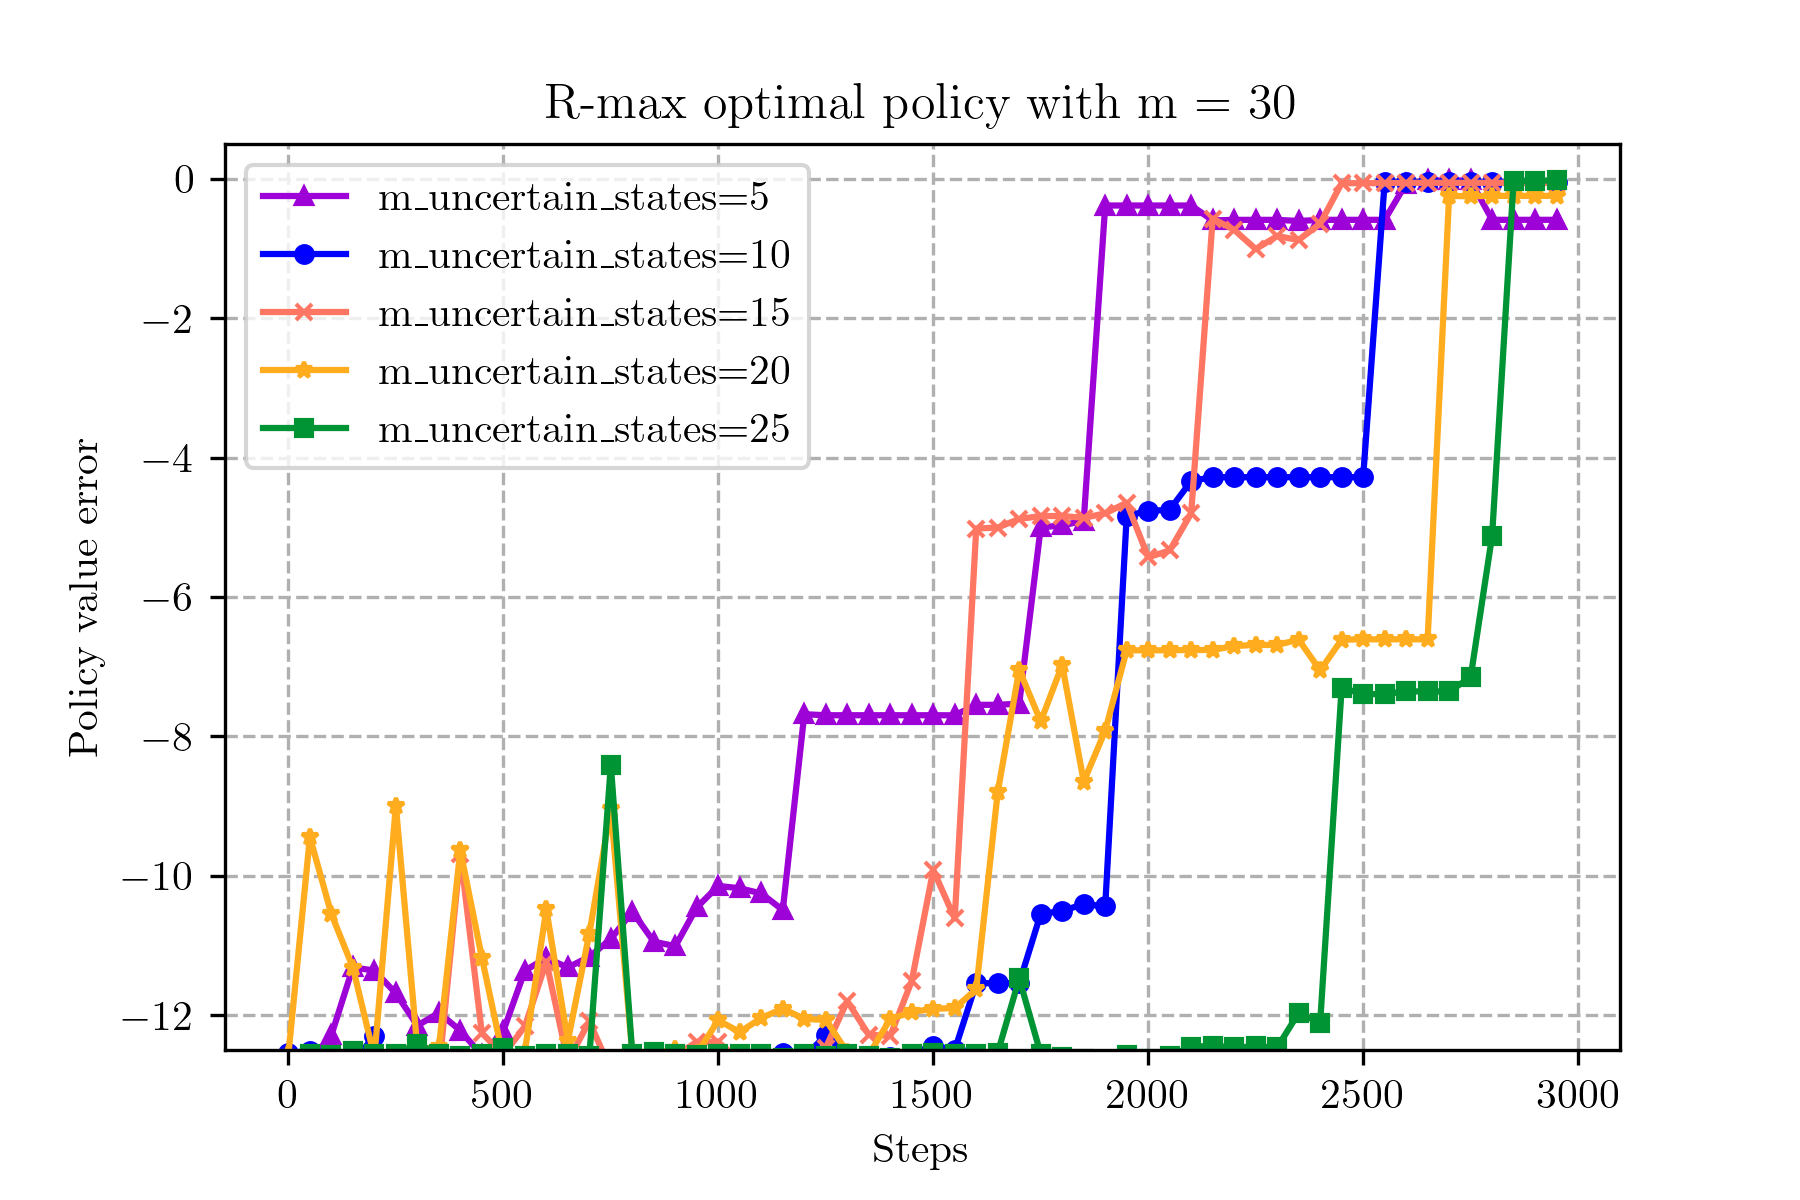 R-max optimal policy with m = 30
m_uncertain_states=5
m_uncertain_states=10
m_uncertain_states=15
m_uncertain_states=20
m_uncertain_states=25
Policy value error
0
−2
−4
−6
−8
−10
−12
0 500 1000 1500 2000 2500 3000
Steps